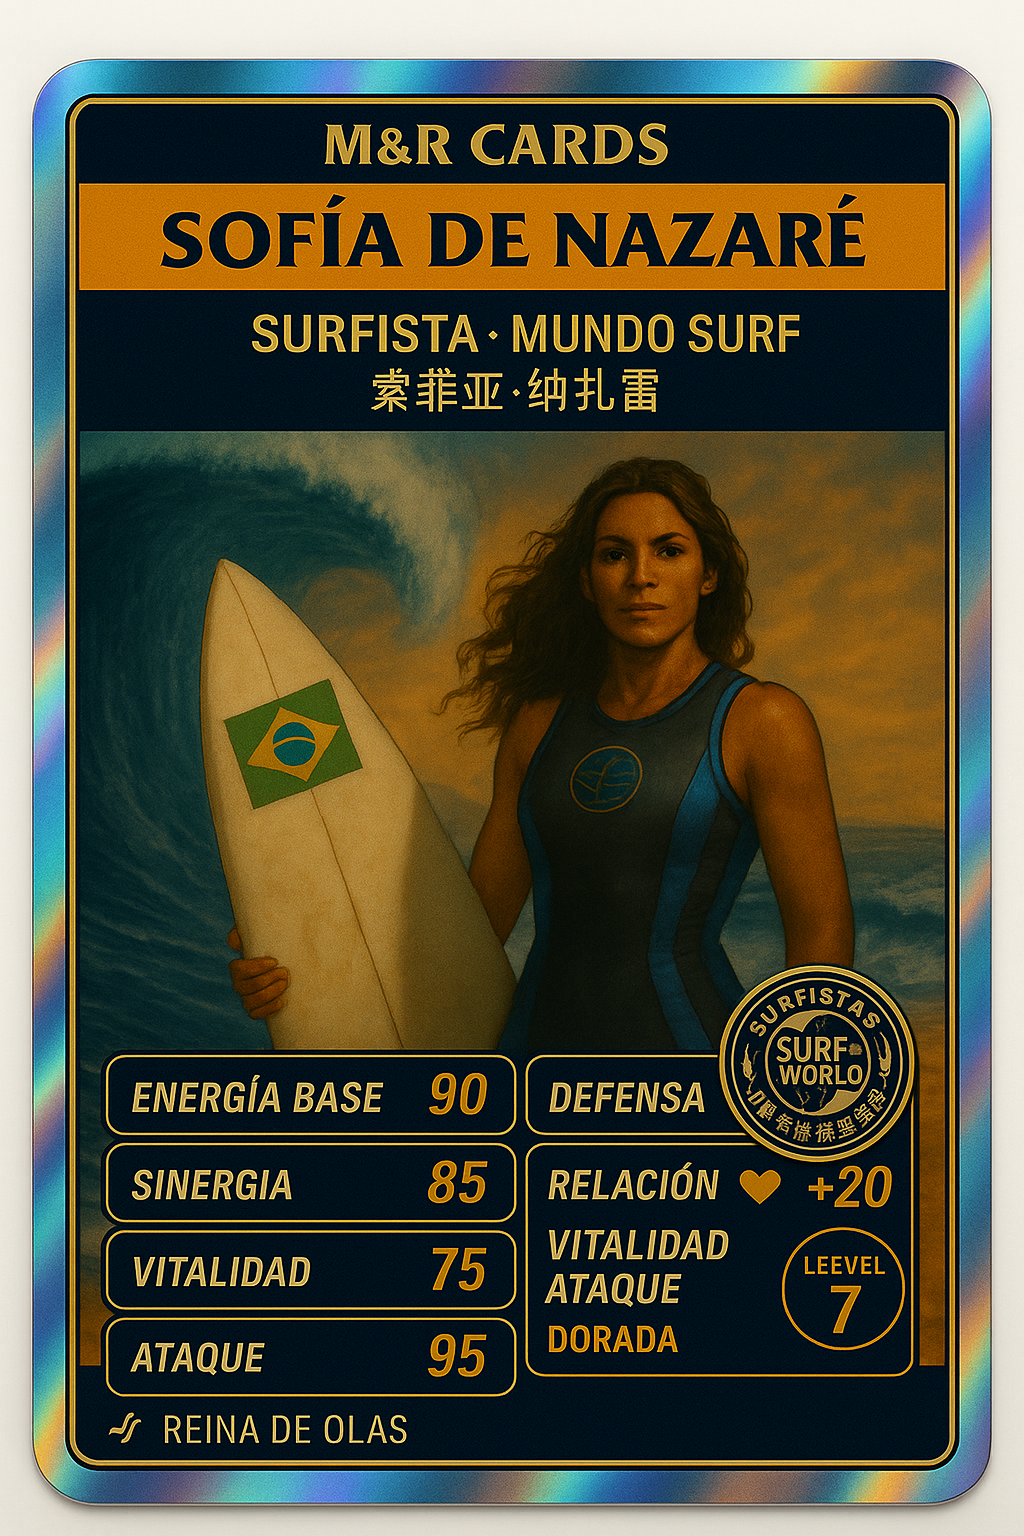 M&R CARDS
SOFÍA DE NAZARÉ
SURFISTA · MUNDO SURF
索菲亚·纳扎雷
ENERGÍA BASE 90
SINERGIA 85
VITALIDAD 75
ATAQUE 95
DEFENSA
SURFISTAS
SURF
WORLO
RELACIÓN ♥ +20
VITALIDAD
ATAQUE
DORADA
LEEVEL
7
REINA DE OLAS